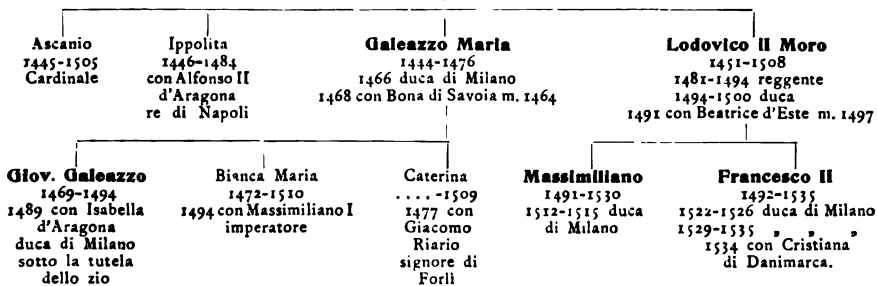 Ascanio
1445-1505
Cardinale
Ippolita
1446-1484
con Alfonso II
d'Aragona
re di Napoli
Galeazzo Maria
1444-1476
1466 duca di Milano
1468 con Bona di Savoia m. 1464
Lodovico il Moro
1451-1508
1481-1494 reggente
1494-1500 duca
1491 con Beatrice d'Este m. 1497
Giov. Galeazzo
1469-1494
1489 con Isabella
d'Aragona
duca di Milano
sotto la tutela
dello zio
Bianca Maria
1472-1510
1494 con Massimiliano I
imperatore
Caterina
. . . . -1509
1477 con
Giacomo
Riario
signore di
Forlì
Massimiliano
1491-1530
1512-1515 duca
di Milano
Francesco II
1492-1535
1522-1526 duca di Milano
1529-1535 „ „ „
1534 con Cristiana
di Danimarca.